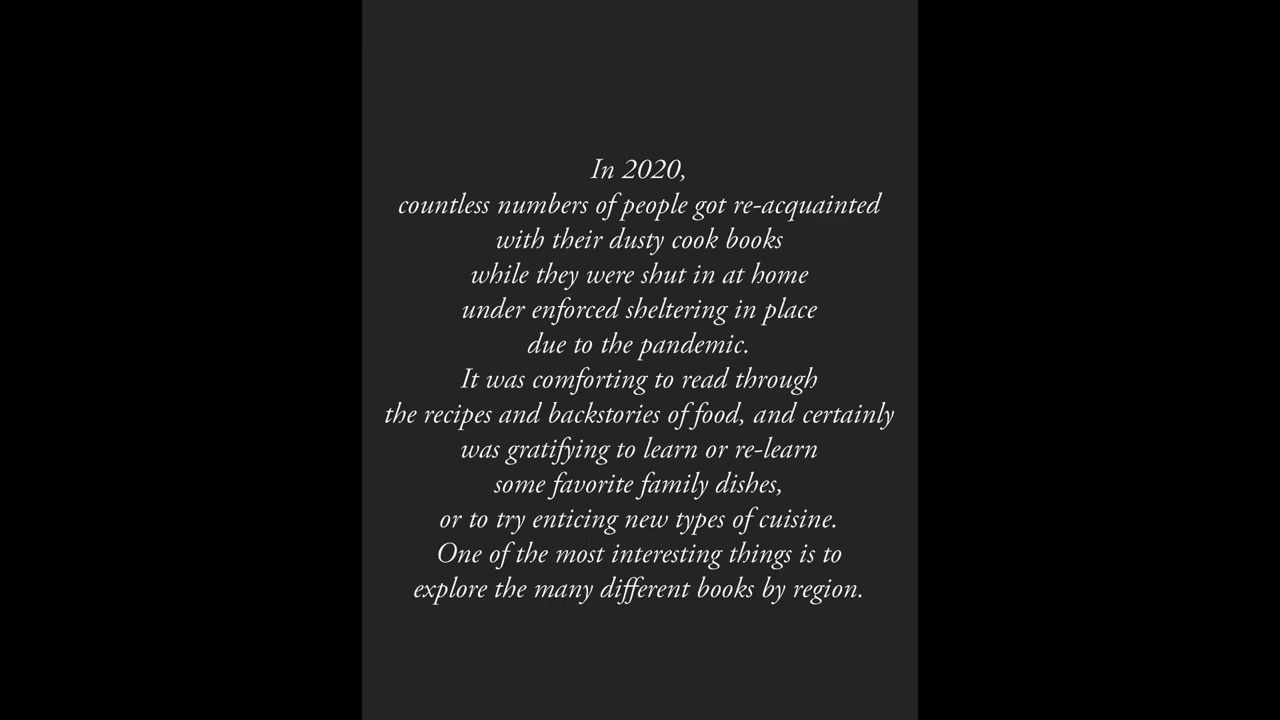 In 2020,
countless numbers of people got re-acquainted
with their dusty cook books
while they were shut in at home
under enforced sheltering in place
due to the pandemic.
It was comforting to read through
the recipes and backstories of food, and certainly
was gratifying to learn or re-learn
some favorite family dishes,
or to try enticing new types of cuisine.
One of the most interesting things is to
explore the many different books by region.